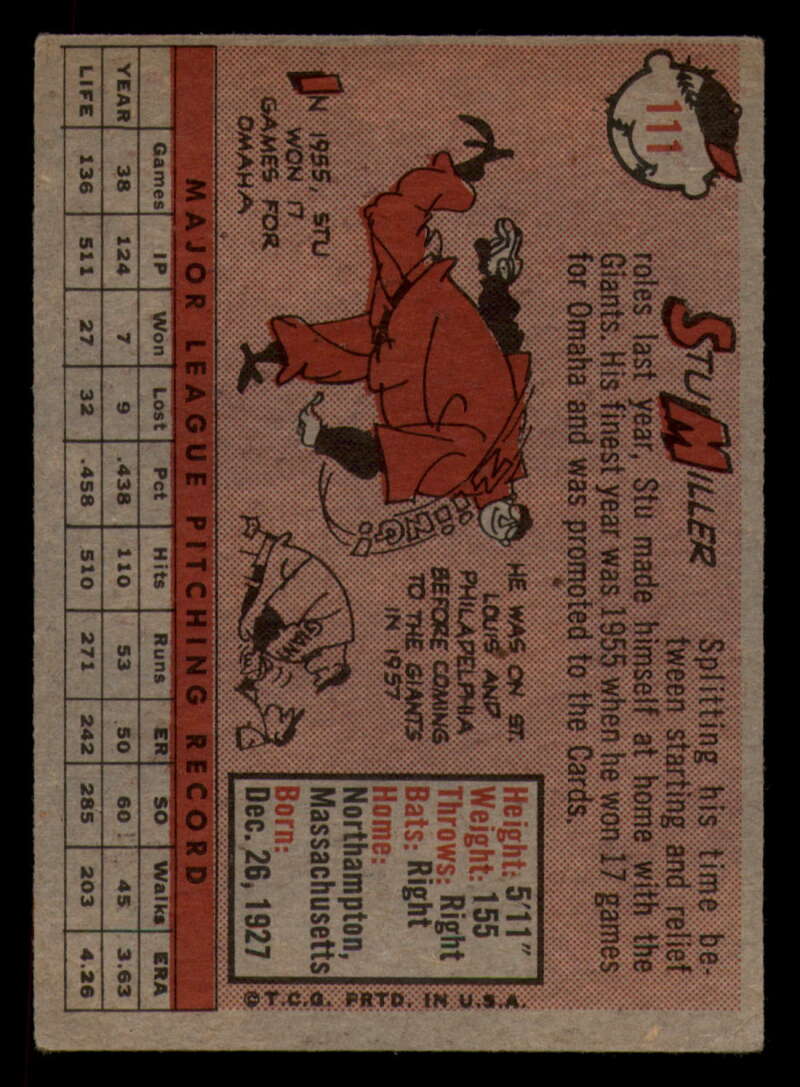 111
STU MILLER
Splitting his time be-
tween starting and relief
roles last year, Stu made himself at home with the
Giants. His finest year was 1955 when he won 17 games
for Omaha and was promoted to the Cards.
IN 1955, STU
WON 17
GAMES FOR
OMAHA
ZING!!
HE WAS ON ST.
LOUIS AND
PHILADELPHIA
BEFORE COMING
TO THE GIANTS
IN 1957
GIANTS
Height: 5'11"
Weight: 155
Throws: Right
Bats: Right
Home:
Northampton,
Massachusetts
Born:
Dec. 26, 1927
© T.C.G. PRTD. IN U.S.A.
MAJOR LEAGUE PITCHING RECORD
Games IP Won Lost Pct Hits Runs ER SO Walks ERA
YEAR 38 124 7 9 .438 110 53 50 60 45 3.63
LIFE 136 511 27 32 .458 510 271 242 285 203 4.26